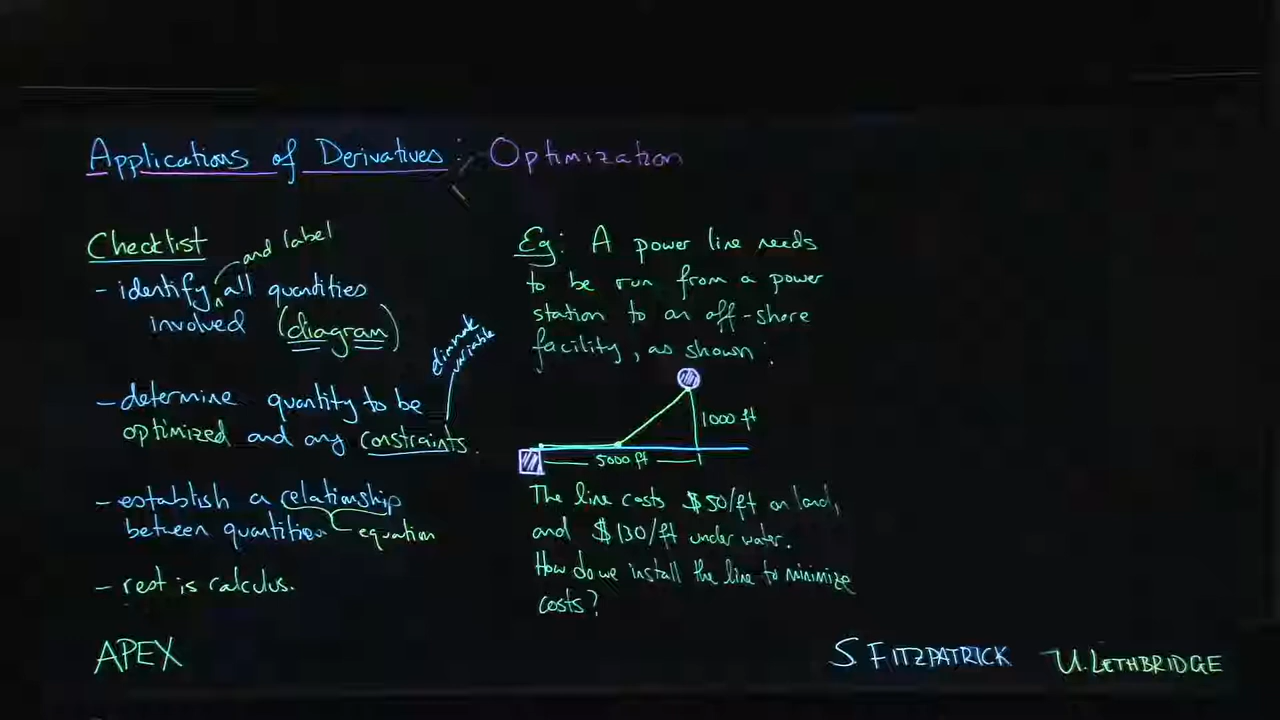 Applications of Derivatives: Optimization
Checklist
and label
- identify all quantities
involved (diagram)
eliminate
variable
- determine quantity to be
optimized and any constraints.
- establish a relationship
between quantities equation
- rest is calculus.
APEX
Eg: A power line needs
to be run from a power
station to an off-shore
facility, as shown:
1000 ft
5000 ft
The line costs $50/ft on land,
and $130/ft under water.
How do we install the line to minimize
costs?
S FITZPATRICK U. LETHBRIDGE